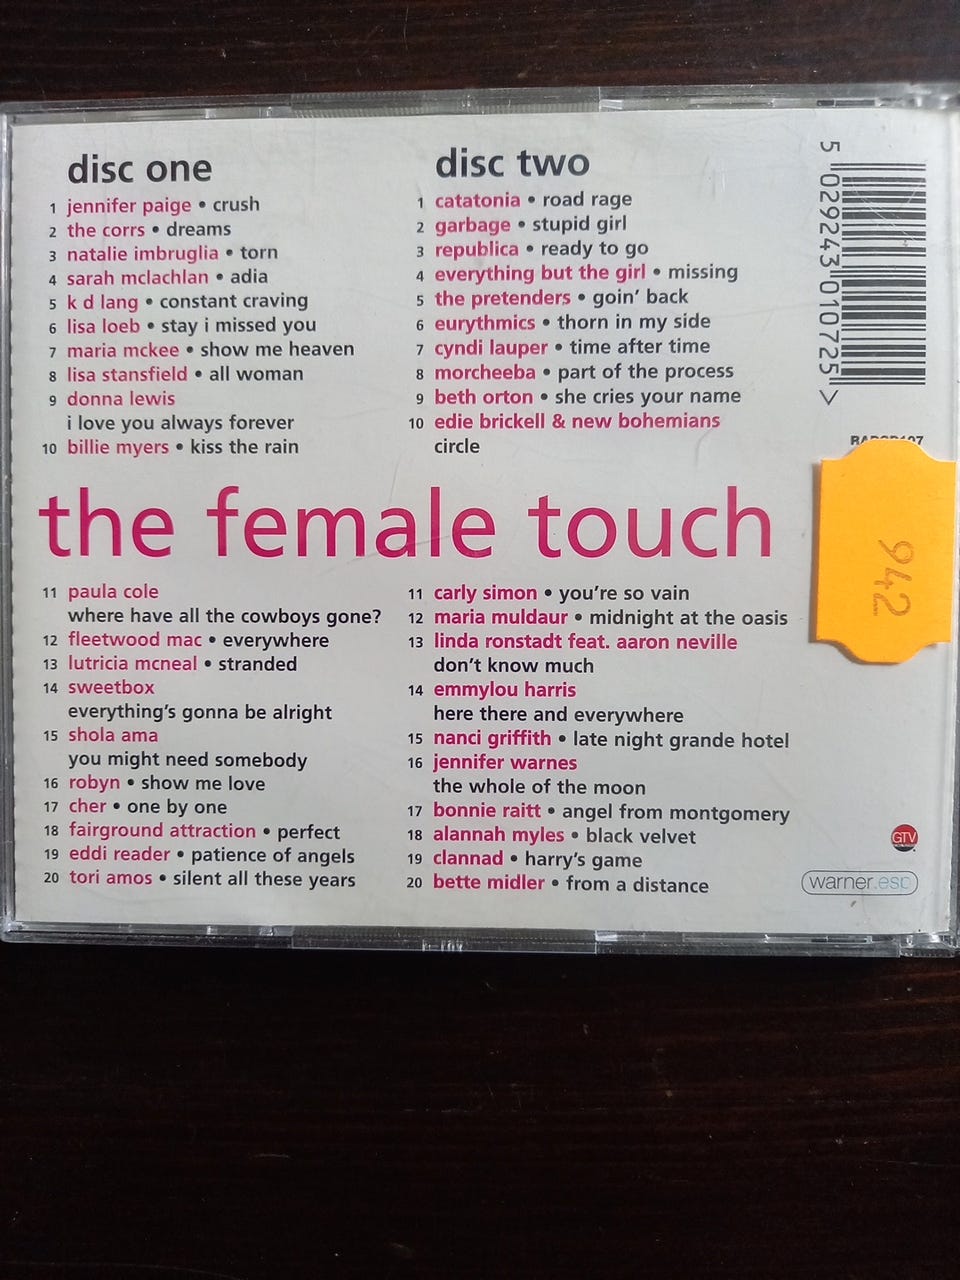 disc one
1 jennifer paige • crush
2 the corrs • dreams
3 natalie imbruglia • torn
4 sarah mclachlan • adia
5 k d lang • constant craving
6 lisa loeb • stay i missed you
7 maria mckee • show me heaven
8 lisa stansfield • all woman
9 donna lewis
i love you always forever
10 billie myers • kiss the rain
disc two
1 catatonia • road rage
2 garbage • stupid girl
3 republica • ready to go
4 everything but the girl • missing
5 the pretenders • goin' back
6 eurythmics • thorn in my side
7 cyndi lauper • time after time
8 morcheeba • part of the process
9 beth orton • she cries your name
10 edie brickell & new bohemians
circle
the female touch
11 paula cole
where have all the cowboys gone?
12 fleetwood mac • everywhere
13 lutricia mcneal • stranded
14 sweetbox
everything's gonna be alright
15 shola ama
you might need somebody
16 robyn • show me love
17 cher • one by one
18 fairground attraction • perfect
19 eddi reader • patience of angels
20 tori amos • silent all these years
11 carly simon • you're so vain
12 maria muldaur • midnight at the oasis
13 linda ronstadt feat. aaron neville
don't know much
14 emmylou harris
here there and everywhere
15 nanci griffith • late night grande hotel
16 jennifer warnes
the whole of the moon
17 bonnie raitt • angel from montgomery
18 alannah myles • black velvet
19 clannad • harry's game
20 bette midler • from a distance
5 029243 010725 >
942
GTV
warner.esp